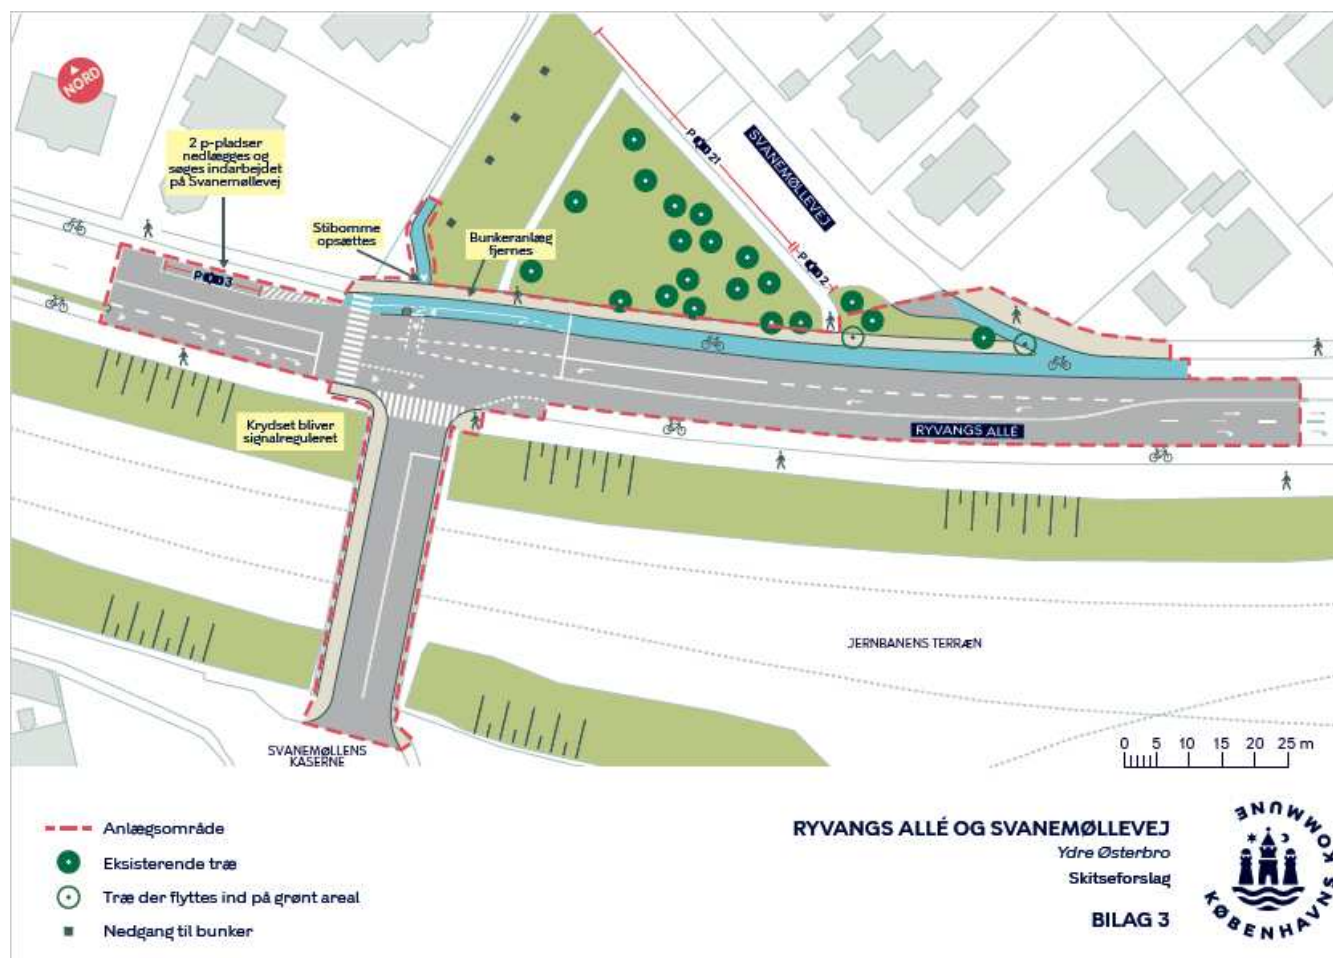 NORD
2 p-pladser
nedlægges og
søges indarbejdet
på Svanemøllevej
P 3
Stibomme
opsættes
Bunkeranlæg
fjernes
P 21
SVANEMØLLEVEJ
P 2
Krydset bliver
signalreguleret
RYVANGS ALLÉ
JERNBANENS TERRÆN
SVANEMØLLENS
KASERNE
0 5 10 15 20 25 m
Anlægsområde
Eksisterende træ
Træ der flyttes ind på grønt areal
Nedgang til bunker
RYVANGS ALLÉ OG SVANEMØLLEVEJ
Ydre Østerbro
Skitseforslag
BILAG 3
KØBENHAVNS KOMMUNE